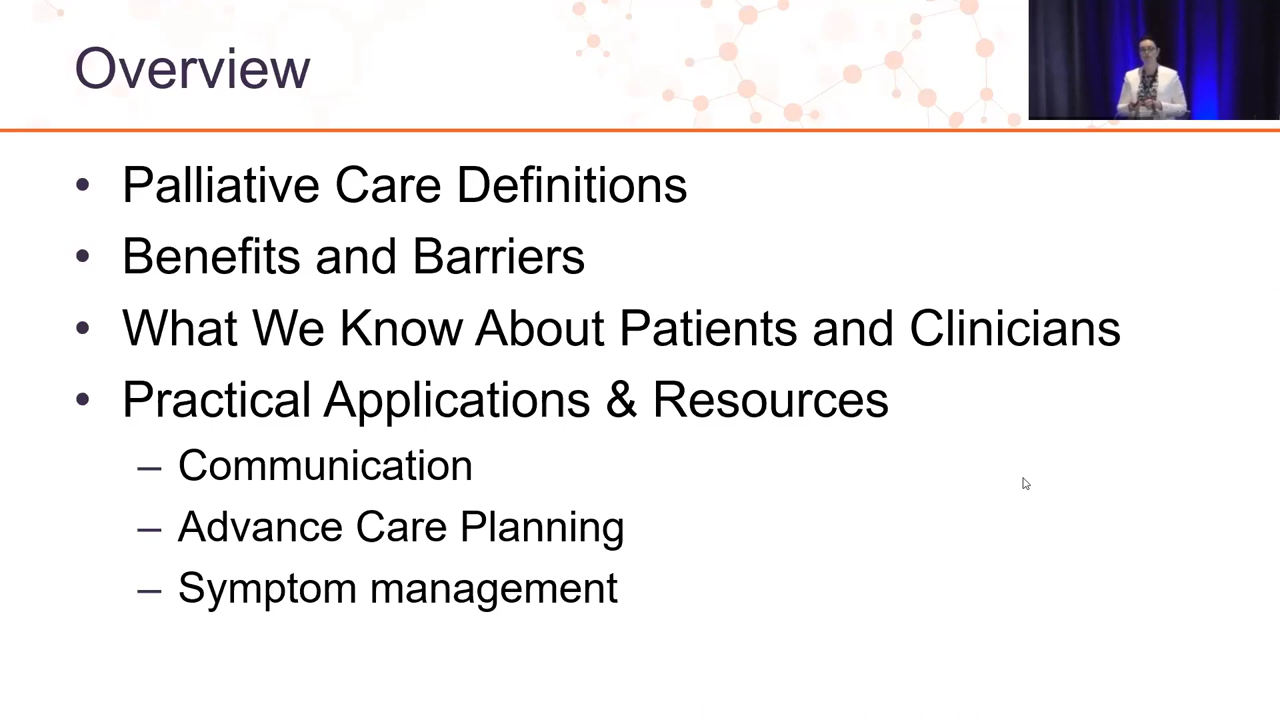 Overview
• Palliative Care Definitions
• Benefits and Barriers
• What We Know About Patients and Clinicians
• Practical Applications & Resources
– Communication
– Advance Care Planning
– Symptom management